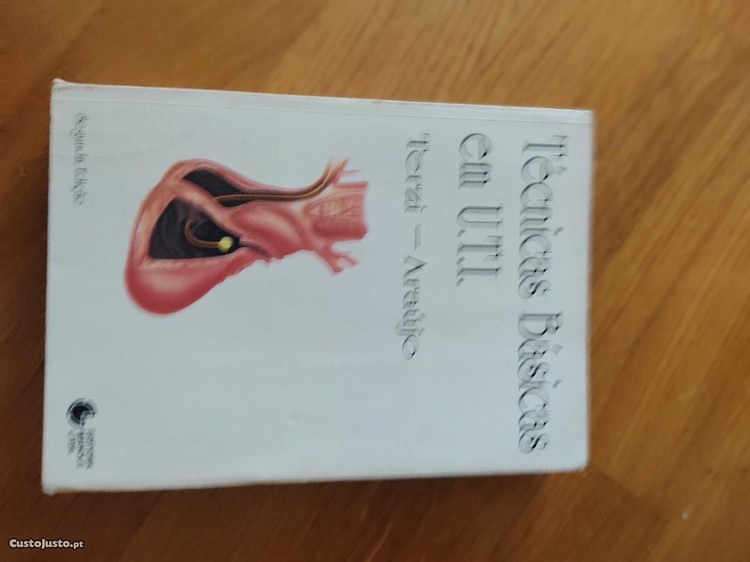 Técnicas Básicas
em U.T.I.
Terzi — Araújo
Segunda Edição
CustoJusto.pt